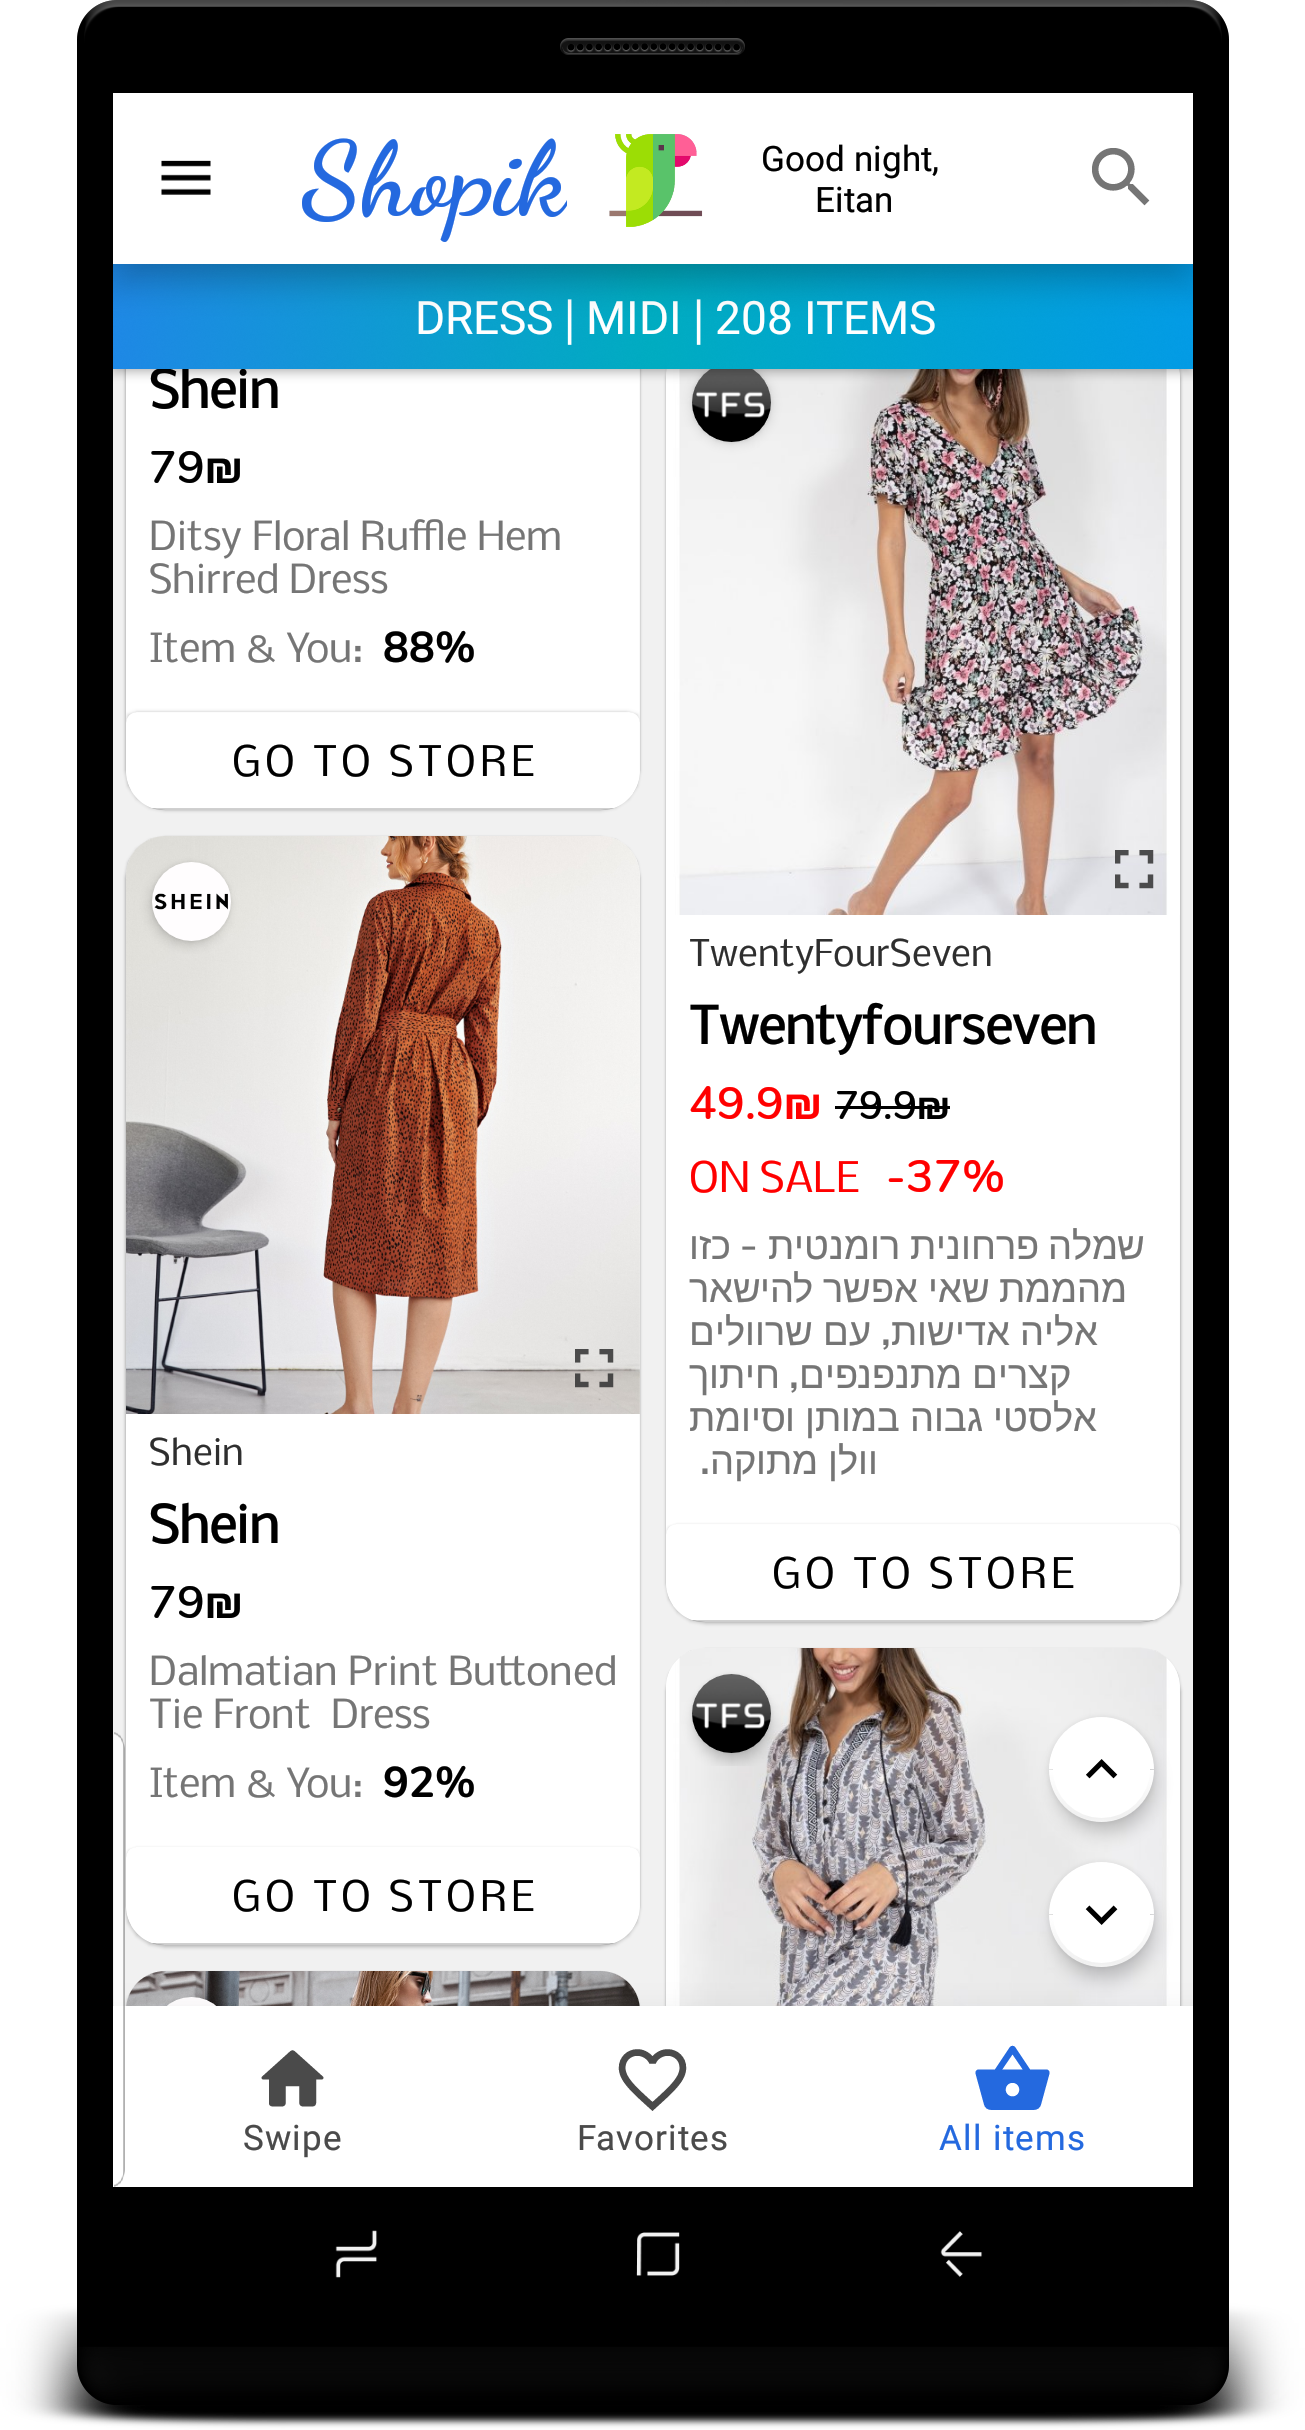 Shopik
Good night,
Eitan
DRESS | MIDI | 208 ITEMS
Shein
79₪
Ditsy Floral Ruffle Hem
Shirred Dress
Item & You: 88%
GO TO STORE
SHEIN
Shein
Shein
79₪
Dalmatian Print Buttoned
Tie Front Dress
Item & You: 92%
GO TO STORE
TFS
TwentyFourSeven
Twentyfourseven
49.9₪ 79.9₪
ON SALE -37%
שמלה פרחונית רומנטית - כזו
מהממת שאי אפשר להישאר
אליה אדישות, עם שרוולים
קצרים מתנפנפים, חיתוך
אלסטי גבוה במותן וסיומת
וולן מתוקה.
GO TO STORE
TFS
Swipe
Favorites
All items